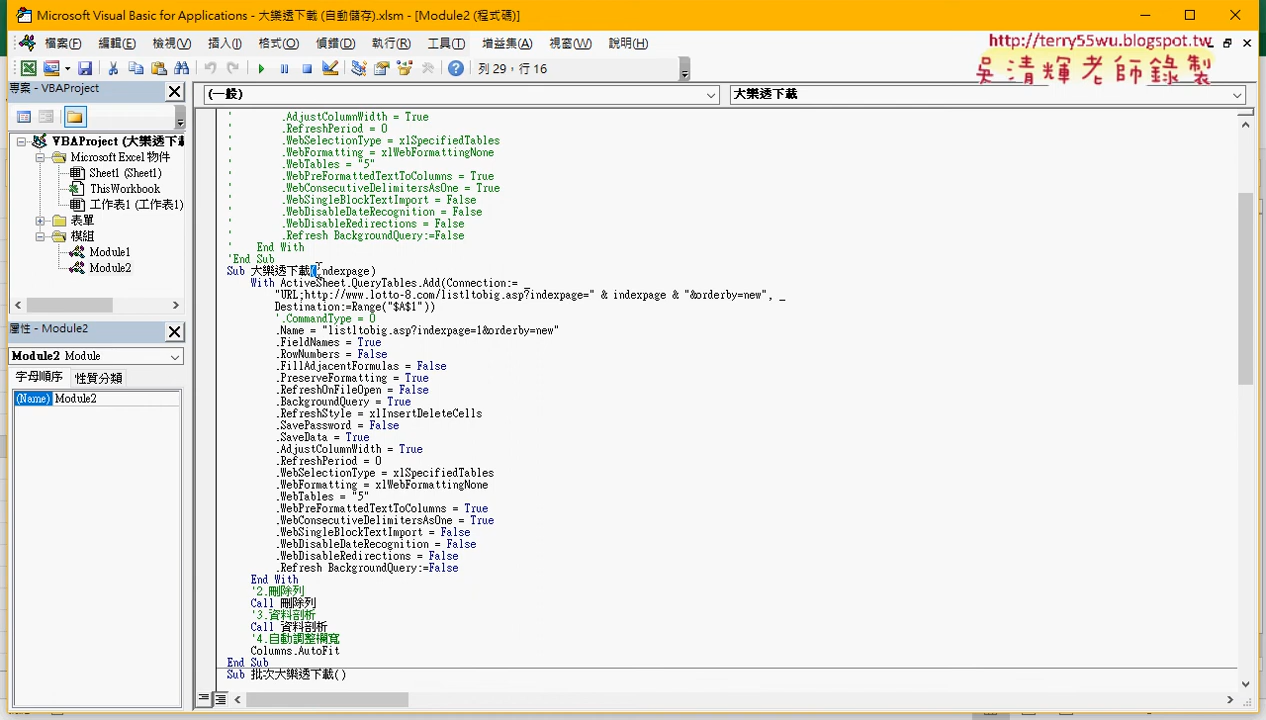 Microsoft Visual Basic for Applications - 大樂透下載 (自動儲存).xlsm - [Module2 (程式碼)]
檔案(F) 編輯(E) 檢視(V) 插入(I) 格式(O) 偵錯(D) 執行(R) 工具(T) 增益集(A) 視窗(W) 說明(H)
http://terry55wu.blogspot.tw
吳清輝老師錄製
列 29，行 16
專案 - VBAProject
(一般)
大樂透下載
VBAProject (大樂透下載
Microsoft Excel 物件
Sheet1 (Sheet1)
ThisWorkbook
工作表1 (工作表1)
表單
模組
Module1
Module2
屬性 - Module2
Module2 Module
字母順序 性質分類
(Name) Module2
' .AdjustColumnWidth = True
' .RefreshPeriod = 0
' .WebSelectionType = xlSpecifiedTables
' .WebFormatting = xlWebFormattingNone
' .WebTables = "5"
' .WebPreFormattedTextToColumns = True
' .WebConsecutiveDelimitersAsOne = True
' .WebSingleBlockTextImport = False
' .WebDisableDateRecognition = False
' .WebDisableRedirections = False
' .Refresh BackgroundQuery:=False
' End With
'End Sub
Sub 大樂透下載(indexpage)
With ActiveSheet.QueryTables.Add(Connection:= _
"URL;http://www.lotto-8.com/listltobig.asp?indexpage=" & indexpage & "&orderby=new", _
Destination:=Range("$A$1"))
'.CommandType = 0
.Name = "listltobig.asp?indexpage=1&orderby=new"
.FieldNames = True
.RowNumbers = False
.FillAdjacentFormulas = False
.PreserveFormatting = True
.RefreshOnFileOpen = False
.BackgroundQuery = True
.RefreshStyle = xlInsertDeleteCells
.SavePassword = False
.SaveData = True
.AdjustColumnWidth = True
.RefreshPeriod = 0
.WebSelectionType = xlSpecifiedTables
.WebFormatting = xlWebFormattingNone
.WebTables = "5"
.WebPreFormattedTextToColumns = True
.WebConsecutiveDelimitersAsOne = True
.WebSingleBlockTextImport = False
.WebDisableDateRecognition = False
.WebDisableRedirections = False
.Refresh BackgroundQuery:=False
End With
'2.刪除列
Call 刪除列
'3.資料剖析
Call 資料剖析
'4.自動調整欄寬
Columns.AutoFit
End Sub
Sub 批次大樂透下載()